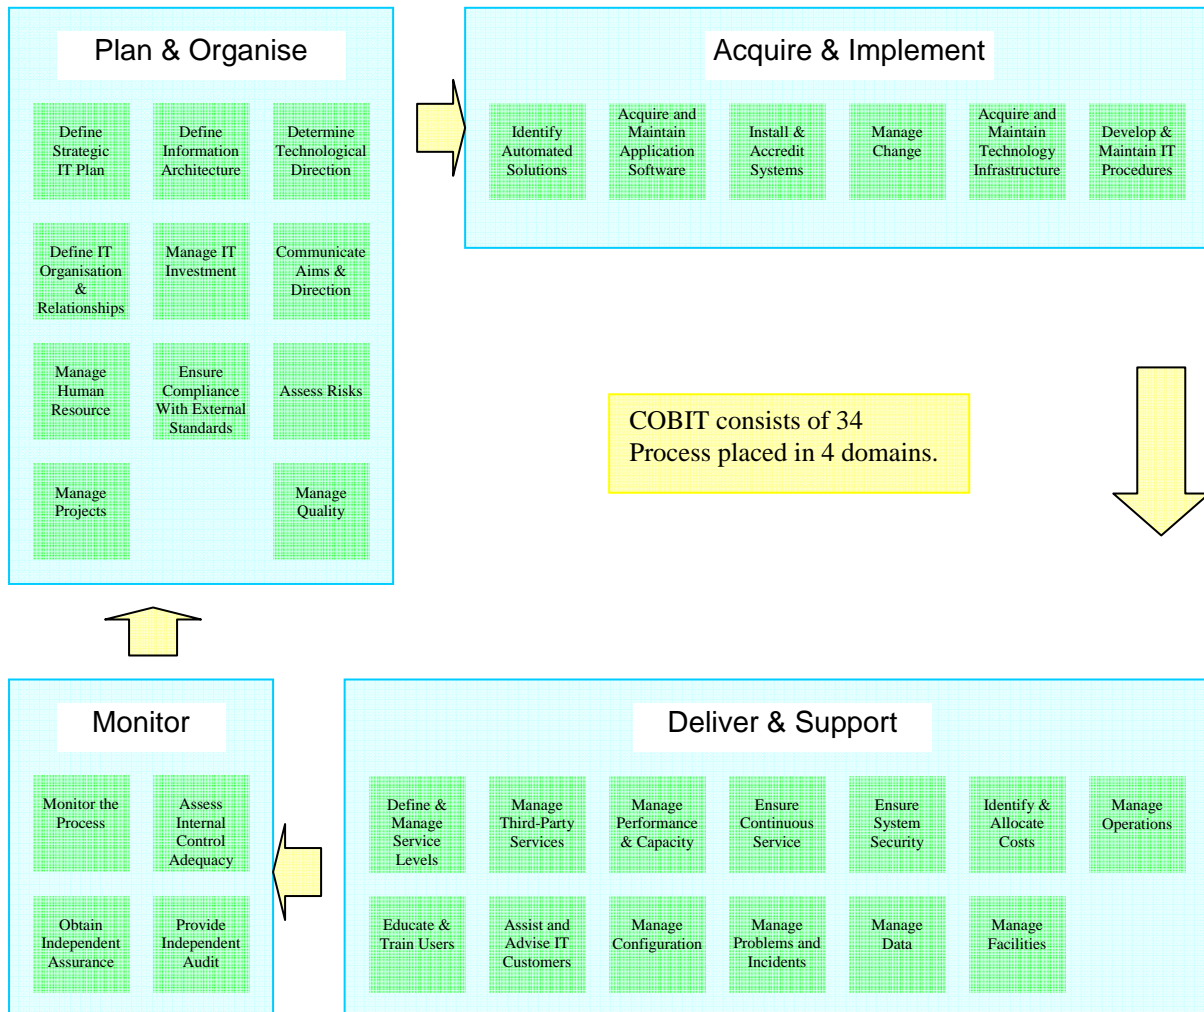 Plan & Organise
Define
Strategic
IT Plan
Define
Information
Architecture
Determine
Technological
Direction
Define IT
Organisation
&
Relationships
Manage IT
Investment
Communicate
Aims &
Direction
Manage
Human
Resource
Ensure
Compliance
With External
Standards
Assess Risks
Manage
Projects
Manage
Quality
Acquire & Implement
Identify
Automated
Solutions
Acquire and
Maintain
Application
Software
Install &
Accredit
Systems
Manage
Change
Acquire and
Maintain
Technology
Infrastructure
Develop &
Maintain IT
Procedures
COBIT consists of 34
Process placed in 4 domains.
Monitor
Monitor the
Process
Assess
Internal
Control
Adequacy
Obtain
Independent
Assurance
Provide
Independent
Audit
Deliver & Support
Define &
Manage
Service
Levels
Manage
Third-Party
Services
Manage
Performance
& Capacity
Ensure
Continuous
Service
Ensure
System
Security
Identify &
Allocate
Costs
Manage
Operations
Educate &
Train Users
Assist and
Advise IT
Customers
Manage
Configuration
Manage
Problems and
Incidents
Manage
Data
Manage
Facilities